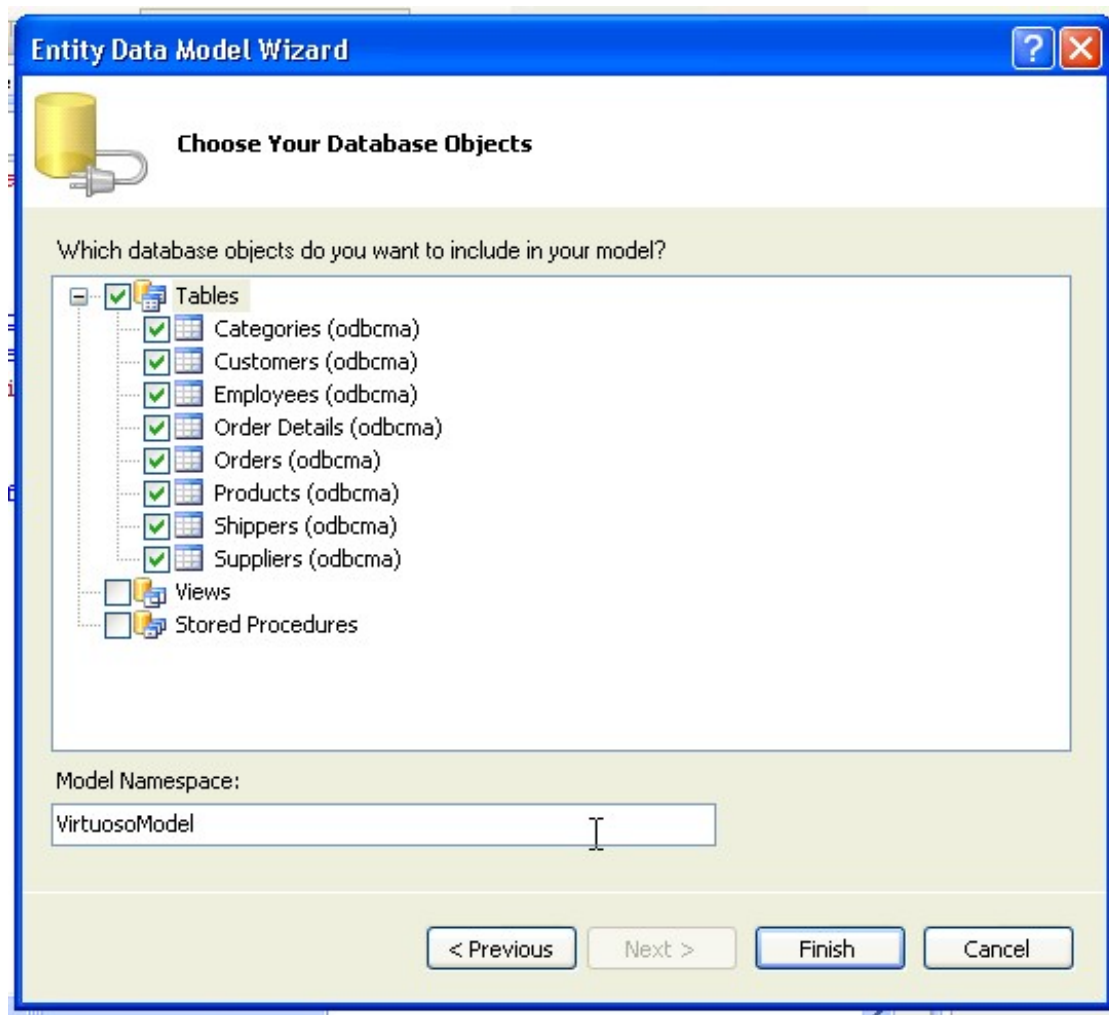 Entity Data Model Wizard
?
Choose Your Database Objects
Which database objects do you want to include in your model?
Tables
Categories (odbcma)
Customers (odbcma)
Employees (odbcma)
Order Details (odbcma)
Orders (odbcma)
Products (odbcma)
Shippers (odbcma)
Suppliers (odbcma)
Views
Stored Procedures
Model Namespace:
VirtuosoModel
< Previous
Next >
Finish
Cancel